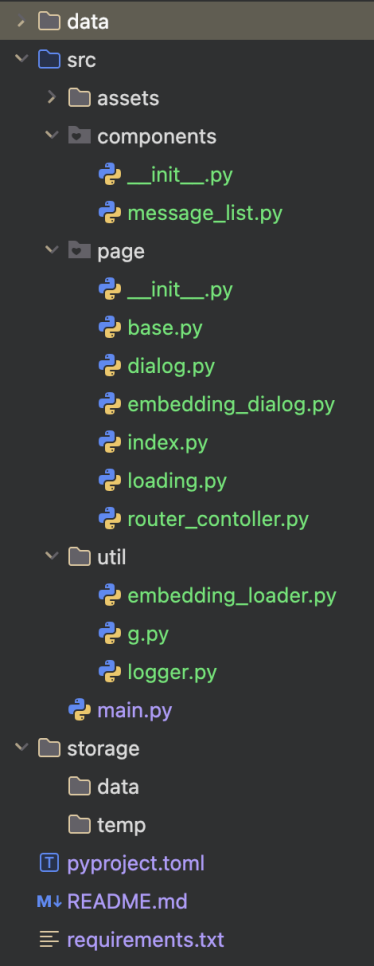 data
src
assets
components
__init__.py
message_list.py
page
__init__.py
base.py
dialog.py
embedding_dialog.py
index.py
loading.py
router_contoller.py
util
embedding_loader.py
g.py
logger.py
main.py
storage
data
temp
T pyproject.toml
M↓ README.md
requirements.txt